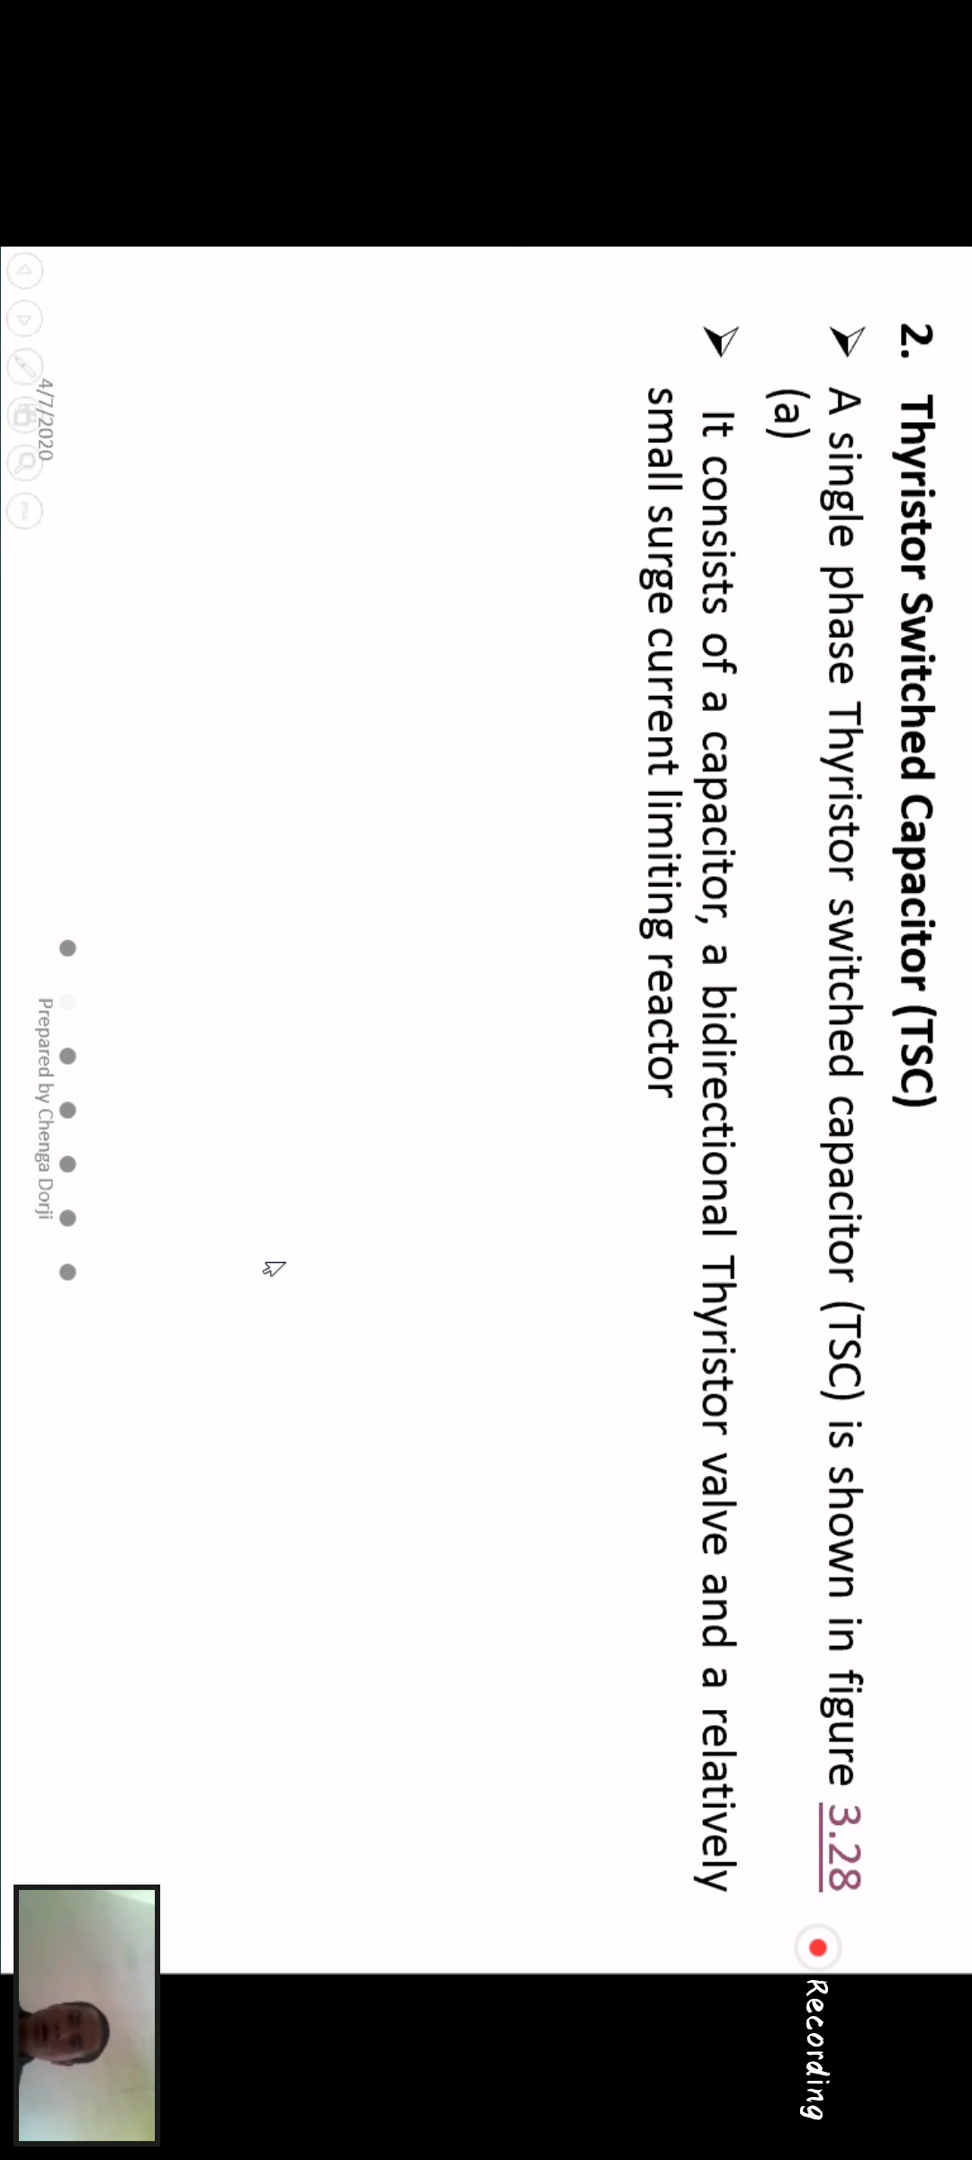 2. Thyristor Switched Capacitor (TSC)
➤ A single phase Thyristor switched capacitor (TSC) is shown in figure 3.28
(a)
➤ It consists of a capacitor, a bidirectional Thyristor valve and a relatively
small surge current limiting reactor
Recording
4/7/2020
Prepared by Chenga Dorji